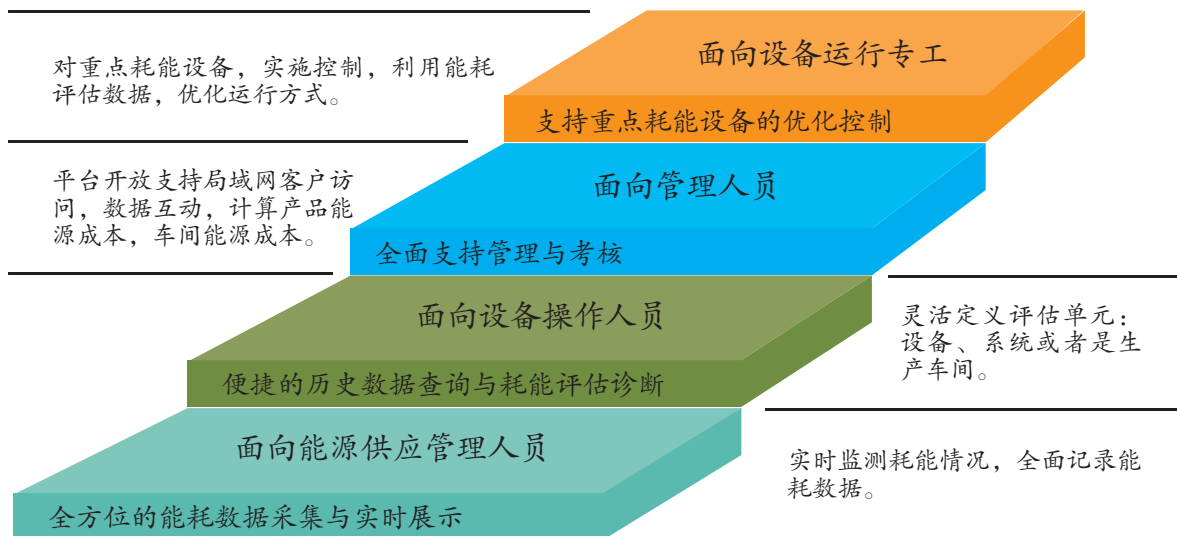 面向设备运行专工
对重点耗能设备，实施控制，利用能耗
评估数据，优化运行方式。
支持重点耗能设备的优化控制
面向管理人员
平台开放支持局域网客户访
问，数据互动，计算产品能
源成本，车间能源成本。
全面支持管理与考核
面向设备操作人员
灵活定义评估单元：
设备、系统或者是生
产车间。
便捷的历史数据查询与耗能评估诊断
面向能源供应管理人员
实时监测耗能情况，全面记录能
耗数据。
全方位的能耗数据采集与实时展示